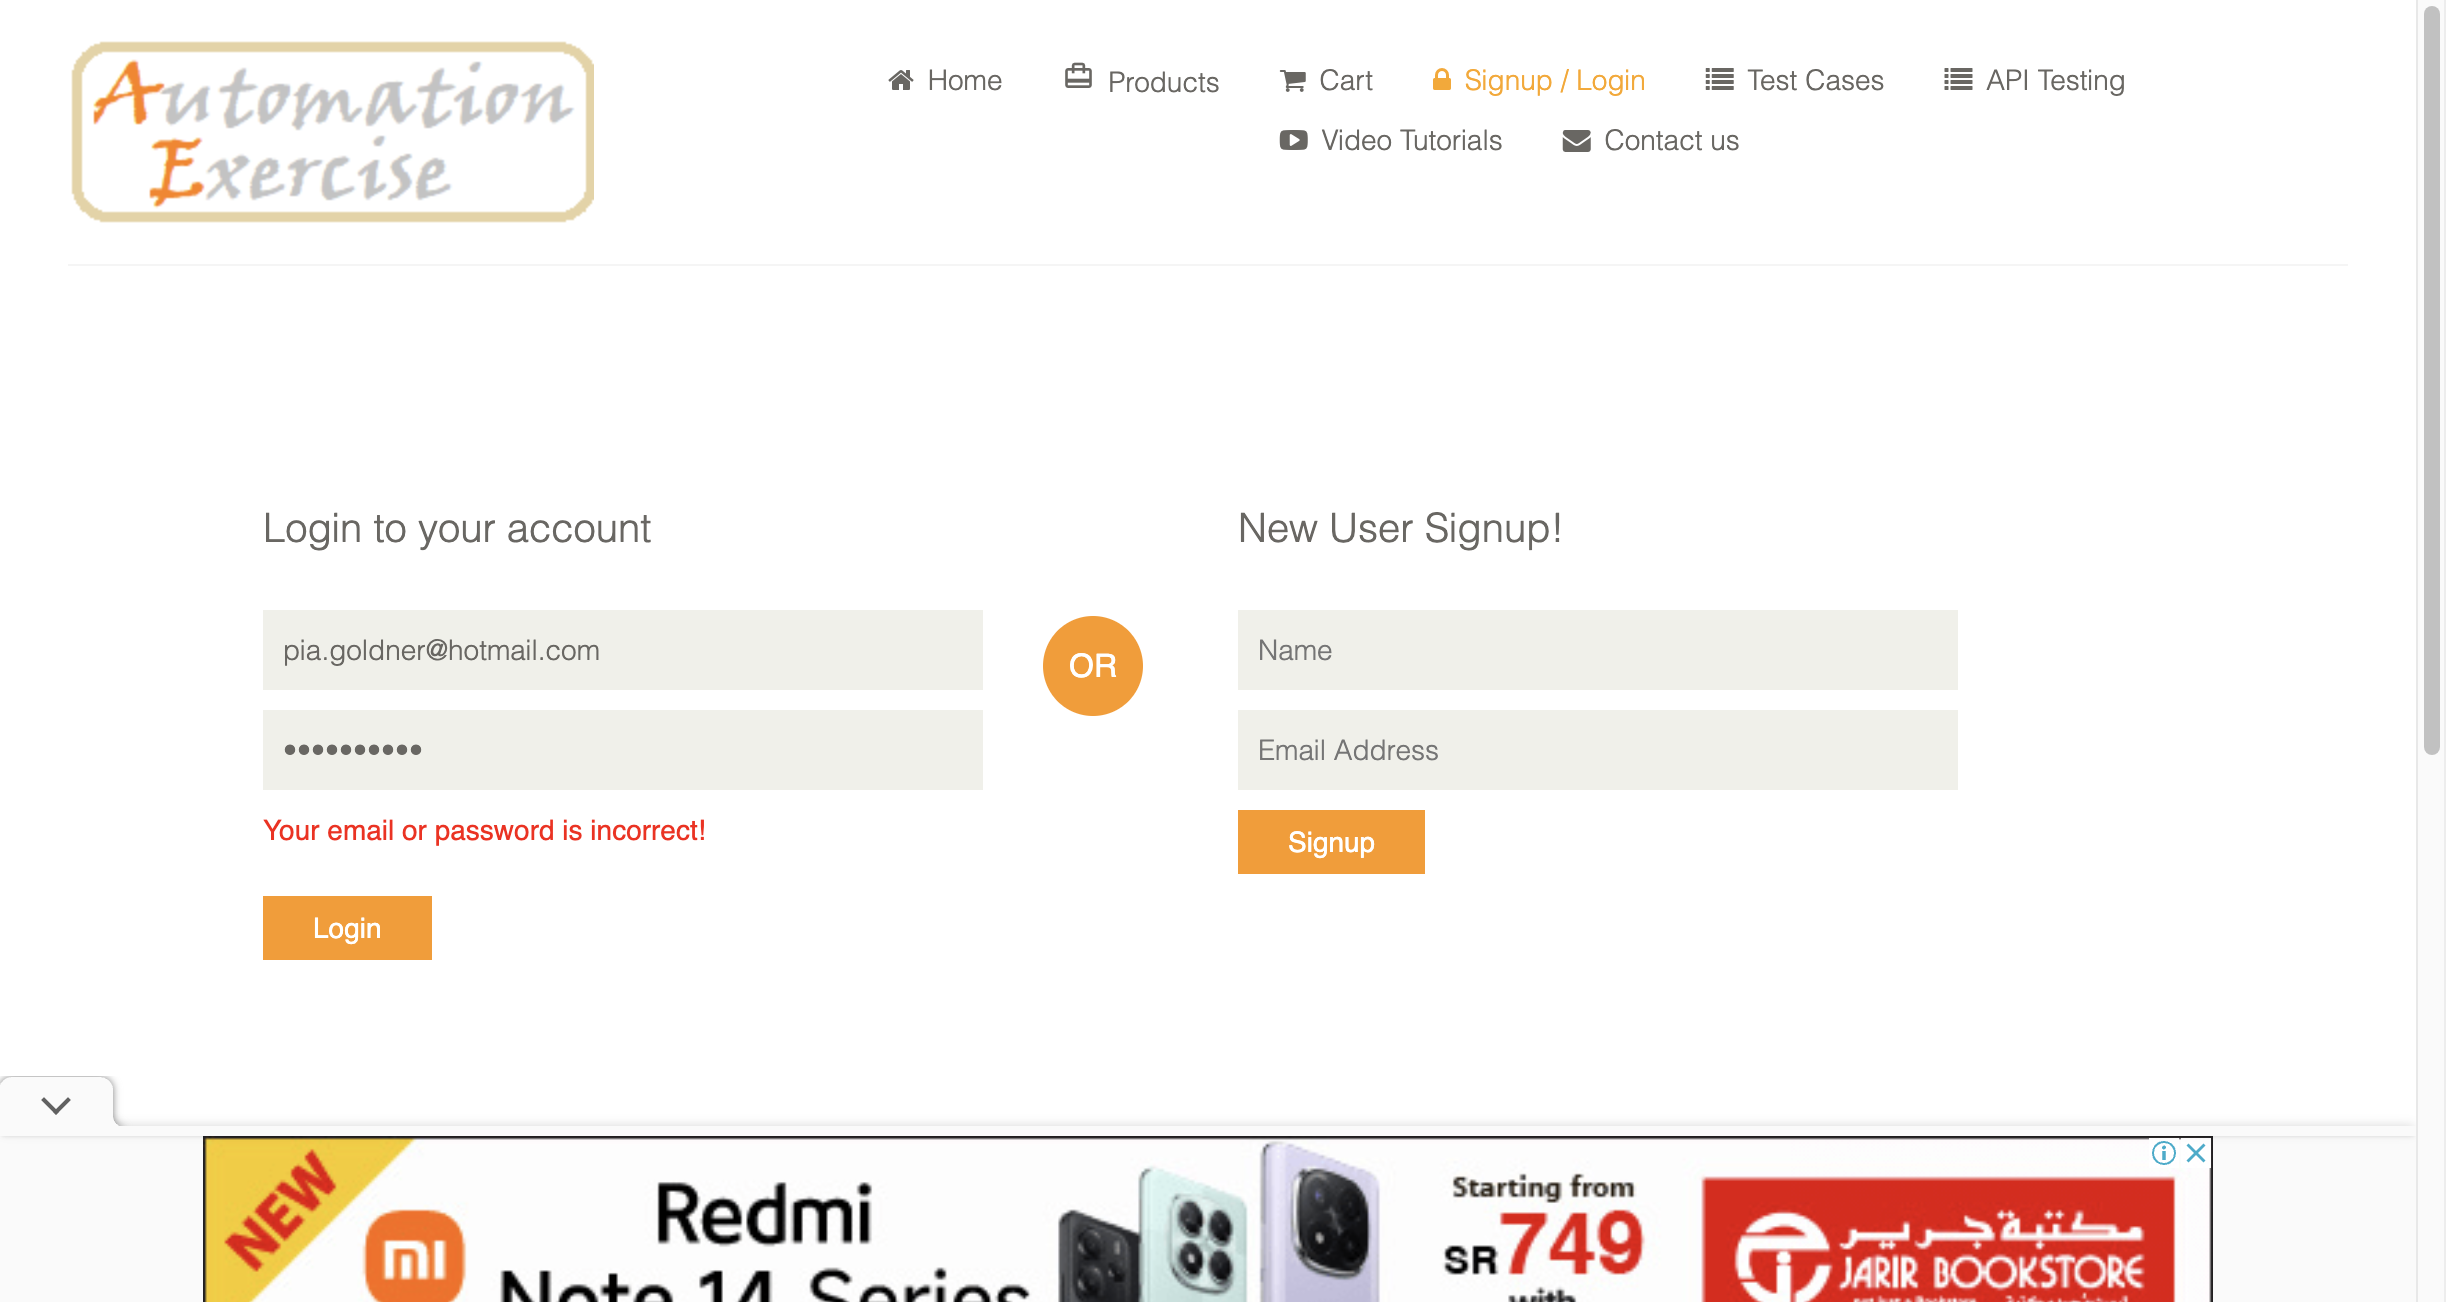 Automation
Exercise
Home
Products
Cart
Signup / Login
Test Cases
API Testing
Video Tutorials
Contact us
Login to your account
New User Signup!
pia.goldner@hotmail.com
OR
Name
••••••••••
Email Address
Your email or password is incorrect!
Signup
Login
NEW
mi
Redmi
Note 14 Series
Starting from
SR 749
with
مكتبة جرير
JARIR BOOKSTORE